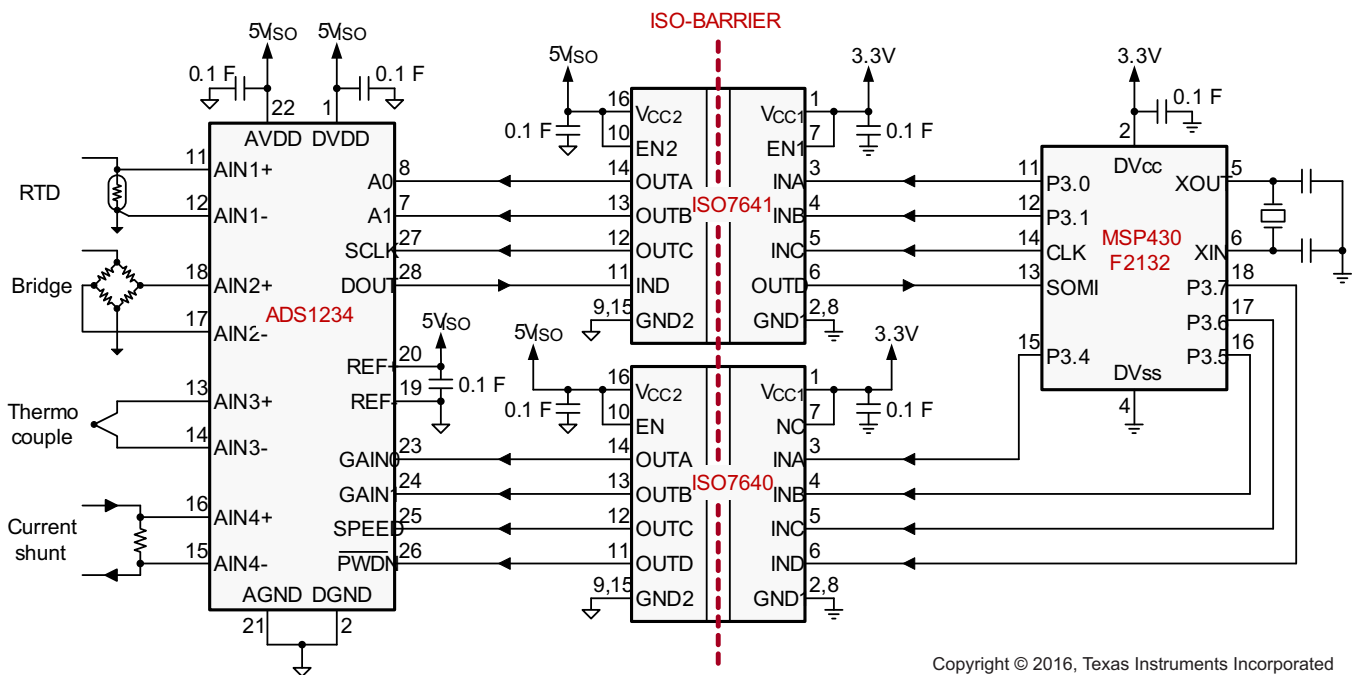 ISO-BARRIER
5VISO
5VISO
0.1 F
0.1 F
22
1
AVDD
DVDD
RTD
11
AIN1+
12
AIN1-
Bridge
18
AIN2+
17
AIN2-
Thermo
couple
13
AIN3+
14
AIN3-
Current
shunt
16
AIN4+
15
AIN4-
ADS1234
A0
8
A1
7
SCLK
27
DOUT
28
REF+
20
REF-
19
5VISO
0.1 F
GAIN0
23
GAIN1
24
SPEED
25
PWDN
26
AGND
DGND
21
2
5VISO
0.1 F
16
VCC2
10
EN2
14
OUTA
13
OUTB
12
OUTC
11
IND
9,15
GND2
ISO7641
3.3V
0.1 F
VCC1
1
EN1
7
INA
3
INB
4
INC
5
OUTD
6
GND1
2,8
5VISO
0.1 F
16
VCC2
10
EN
14
OUTA
13
OUTB
12
OUTC
11
OUTD
9,15
GND2
ISO7640
3.3V
0.1 F
VCC1
1
NC
7
INA
3
INB
4
INC
5
IND
6
GND1
2,8
3.3V
0.1 F
2
DVcc
11
P3.0
12
P3.1
14
CLK
13
SOMI
15
P3.4
MSP430
F2132
XOUT
5
XIN
6
P3.7
18
P3.6
17
P3.5
16
DVss
4
Copyright © 2016, Texas Instruments Incorporated